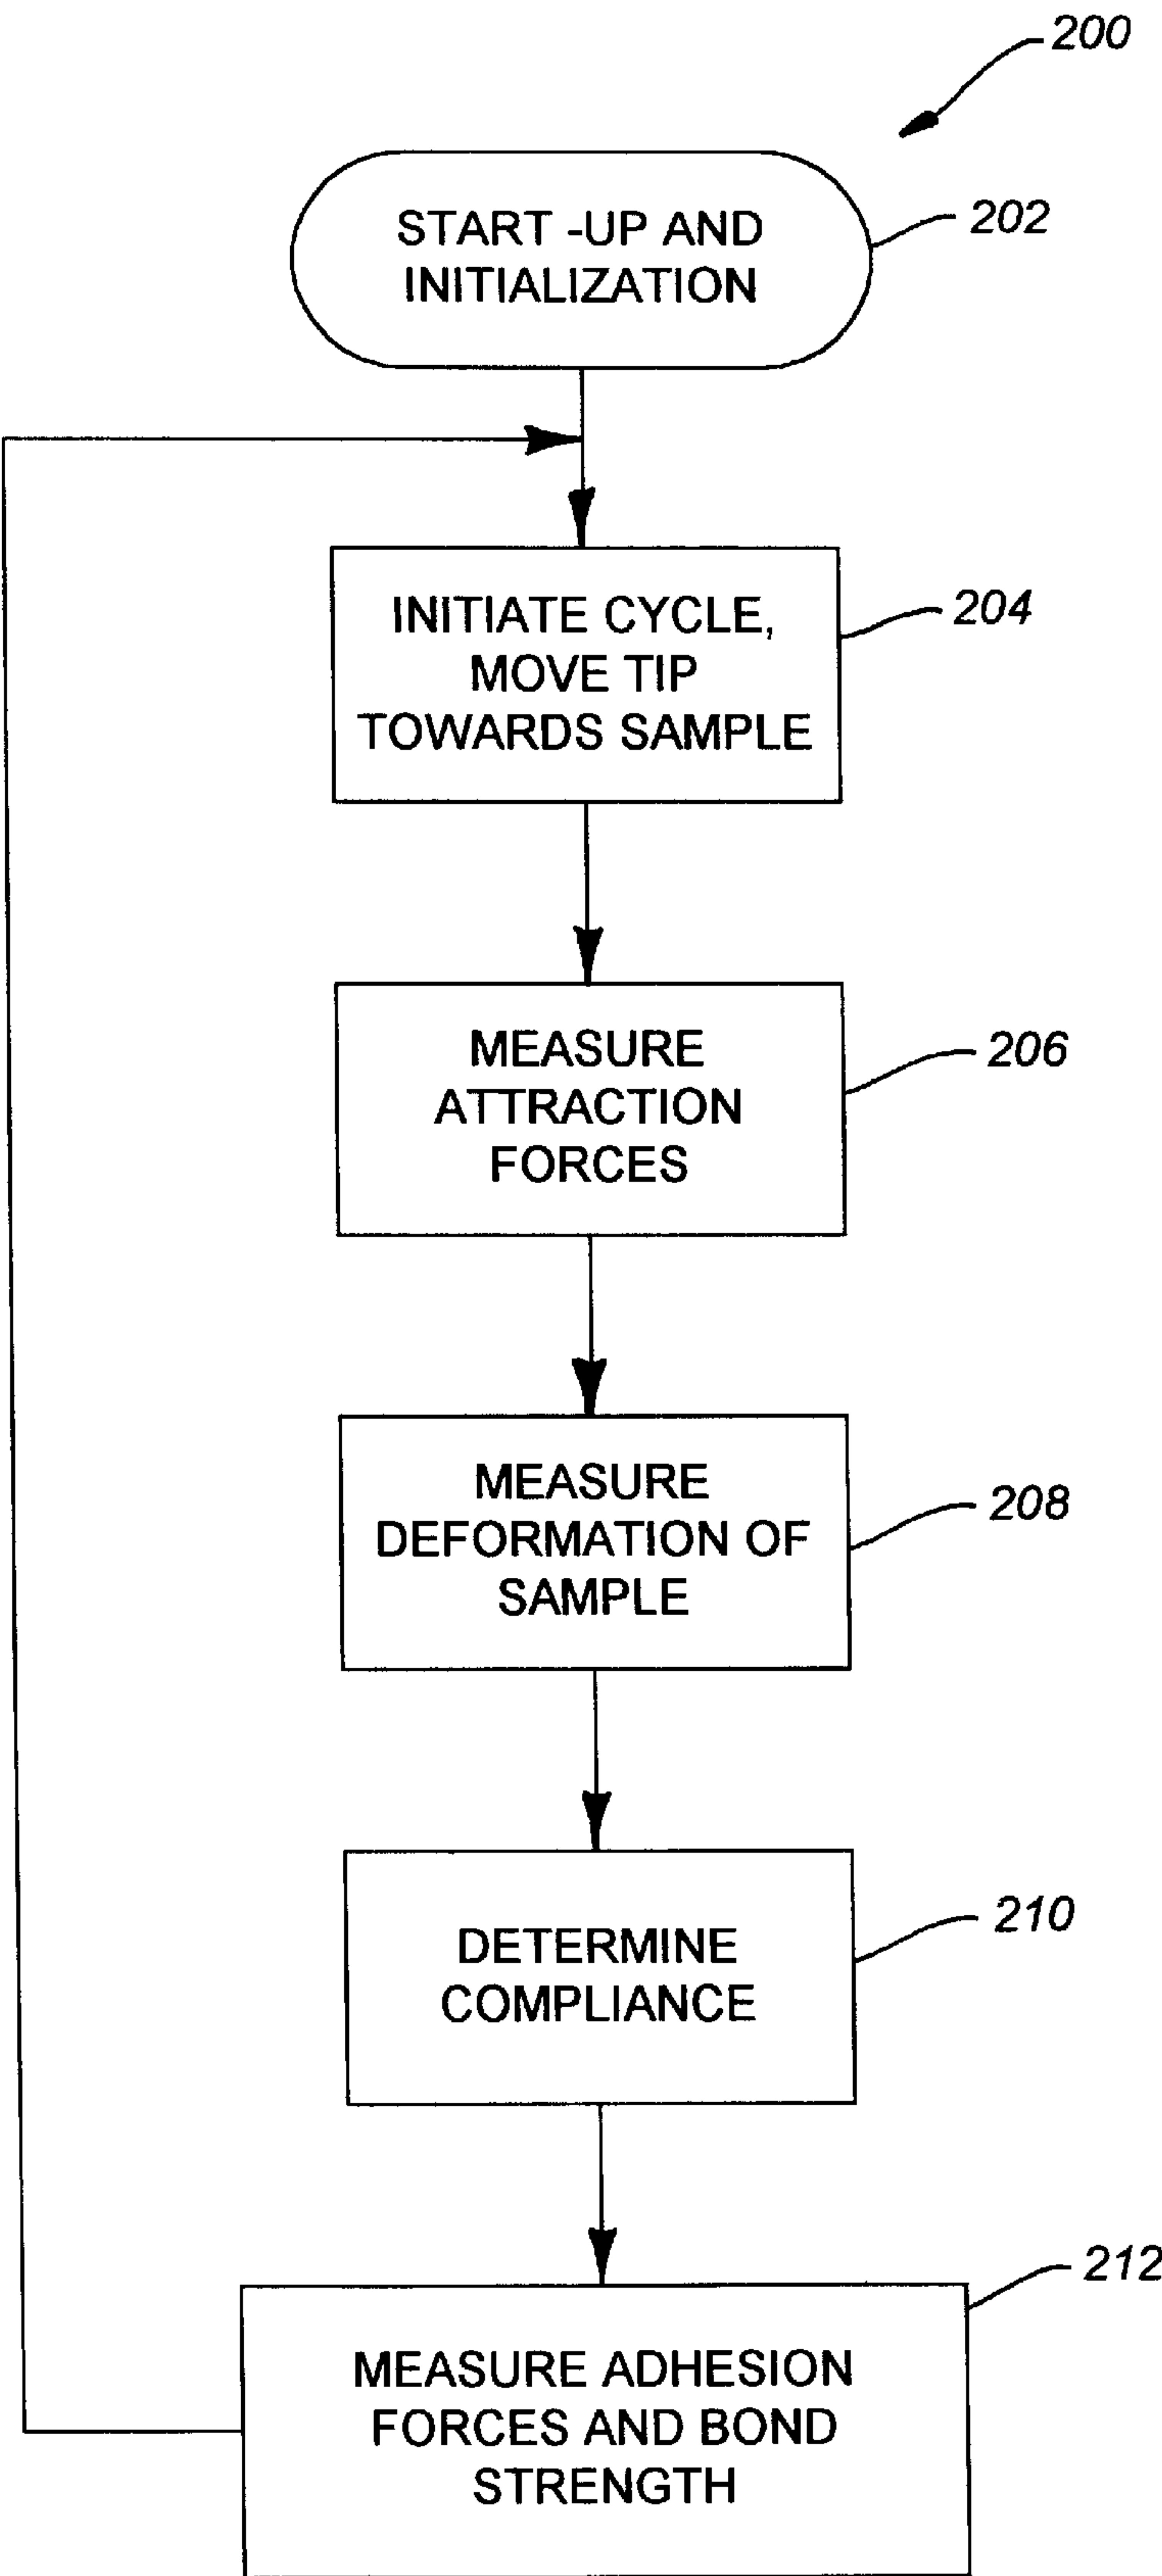 200
START -UP AND
INITIALIZATION
202
INITIATE CYCLE,
MOVE TIP
TOWARDS SAMPLE
204
MEASURE
ATTRACTION
FORCES
206
MEASURE
DEFORMATION OF
SAMPLE
208
DETERMINE
COMPLIANCE
210
MEASURE ADHESION
FORCES AND BOND
STRENGTH
212